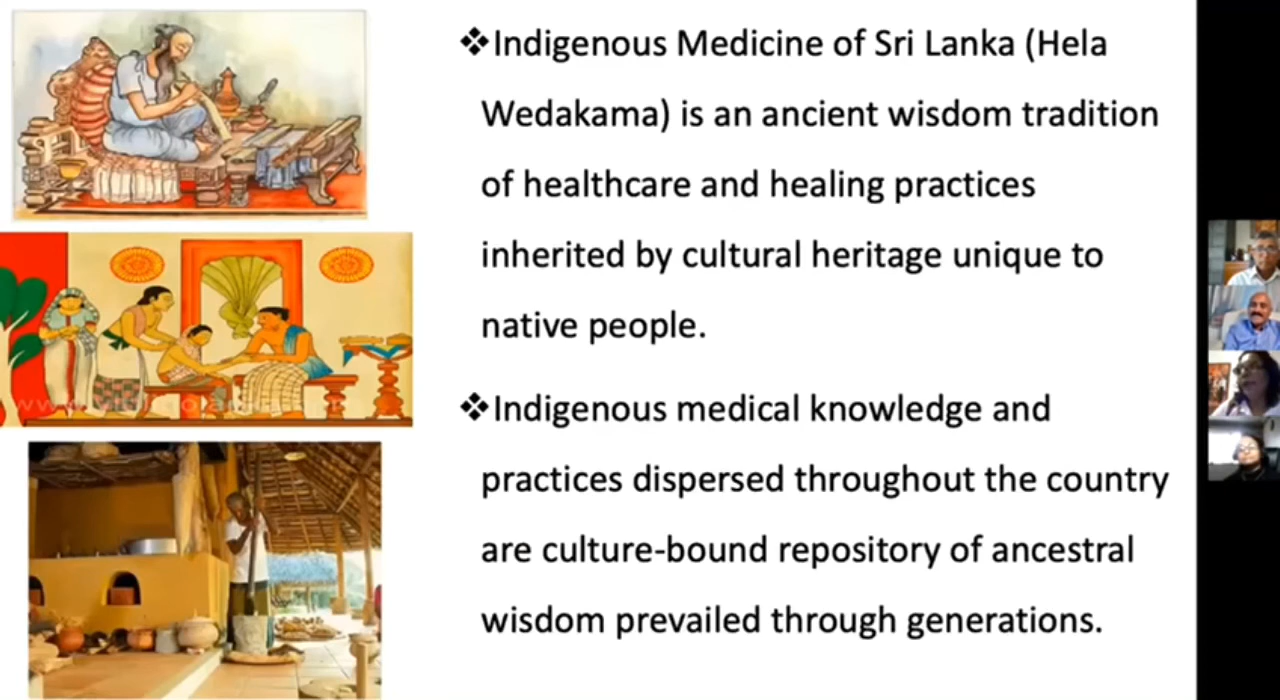 ❖Indigenous Medicine of Sri Lanka (Hela
Wedakama) is an ancient wisdom tradition
of healthcare and healing practices
inherited by cultural heritage unique to
native people.
❖Indigenous medical knowledge and
practices dispersed throughout the country
are culture-bound repository of ancestral
wisdom prevailed through generations.